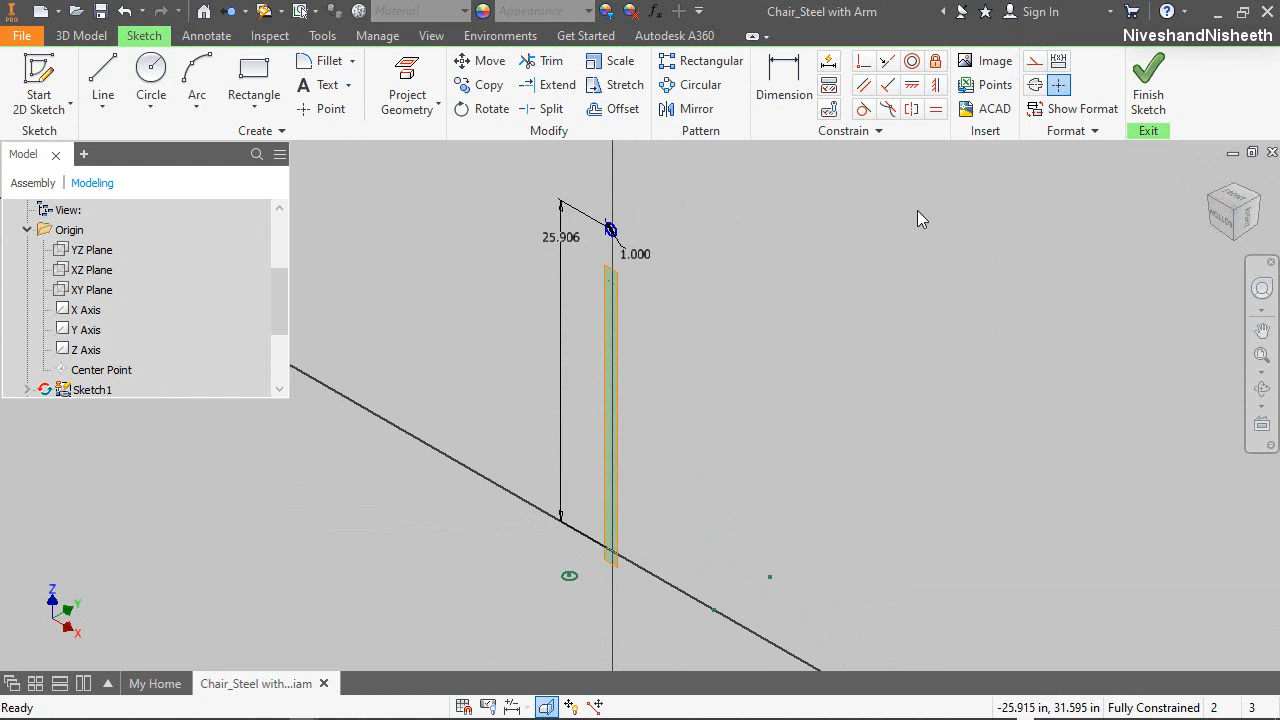 Material
Appearance
Chair_Steel with Arm
Sign In
PRO
File
3D Model
Sketch
Annotate
Inspect
Tools
Manage
View
Environments
Get Started
Autodesk A360
NiveshandNisheeth
Start
2D Sketch
Line
Circle
Arc
Rectangle
Fillet
Text
Point
Project
Geometry
Move
Copy
Rotate
Trim
Extend
Split
Scale
Stretch
Offset
Rectangular
Circular
Mirror
Dimension
Image
Points
ACAD
Show Format
Finish
Sketch
Sketch
Create
Modify
Pattern
Constrain
Insert
Format
Exit
Model
Assembly
Modeling
View:
Origin
YZ Plane
XZ Plane
XY Plane
X Axis
Y Axis
Z Axis
Center Point
Sketch1
25.906
1.000
FRONT
BOTTOM
Z
Y
X
My Home
Chair_Steel with...iam
Ready
-25.915 in, 31.595 in
Fully Constrained
2
3